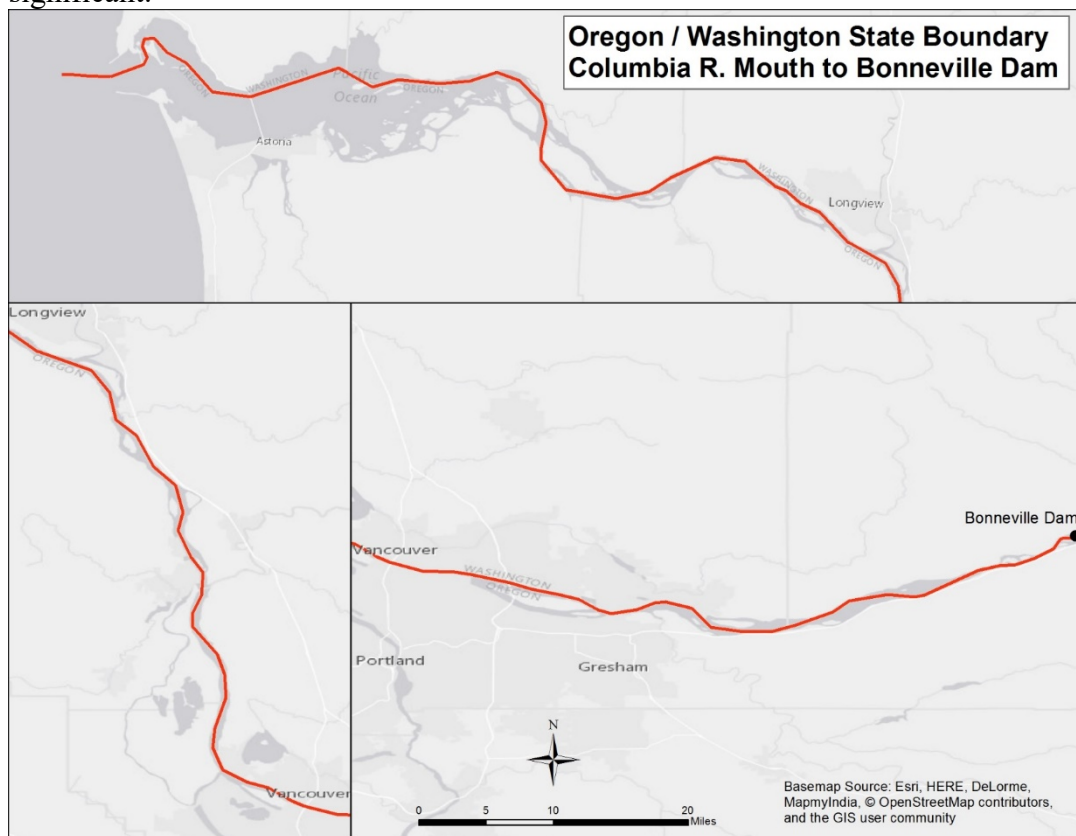 significant.
Oregon / Washington State Boundary
Columbia R. Mouth to Bonneville Dam
OREGON
WASHINGTON
Pacific
Ocean
OREGON
Astoria
WASHINGTON
Longview
OREGON
Longview
OREGON
Vancouver
Bonneville Dam
Vancouver
WASHINGTON
OREGON
Portland
Gresham
N
0 5 10 20
Miles
Basemap Source: Esri, HERE, DeLorme,
MapmyIndia, © OpenStreetMap contributors,
and the GIS user community